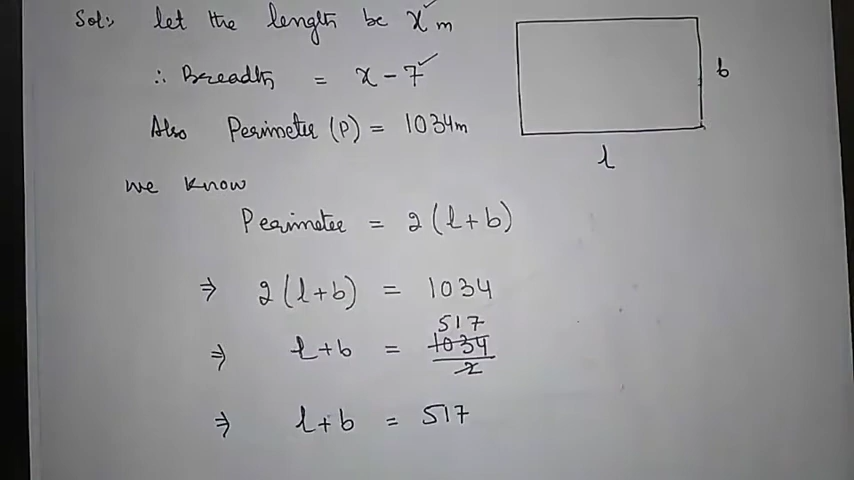 Sol:, let the length be x m
∴ Breadth = x - 7
Also Perimeter (P) = 1034m
b
l
we know
Perimeter = 2(l+b)
⇒ 2(l+b) = 1034
517
⇒ l+b = 1034/2
⇒ l+b = 517